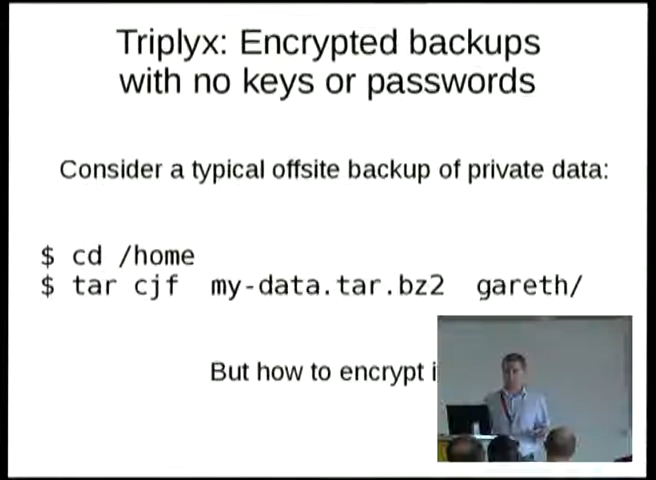 Triplyx: Encrypted backups
with no keys or passwords
Consider a typical offsite backup of private data:
$ cd /home
$ tar cjf my-data.tar.bz2 gareth/
But how to encrypt